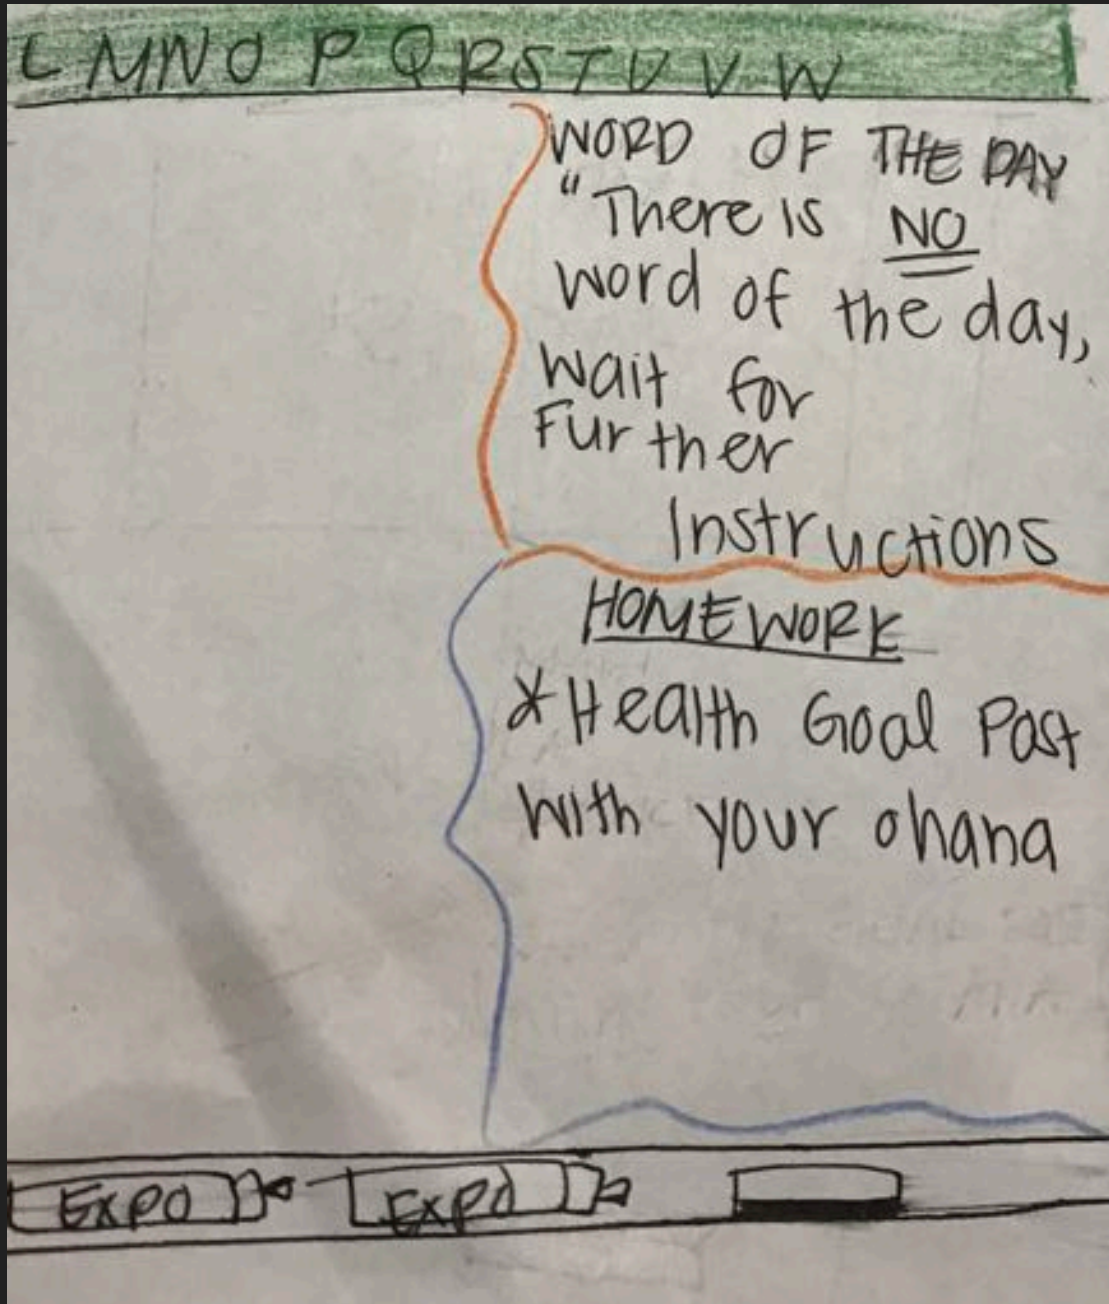 L M N O P Q R S T U V W
WORD OF THE DAY
"There is NO
word of the day,
wait for
Further
Instructions
HOMEWORK
*Health Goal Post
with your ohana
Expo Expo